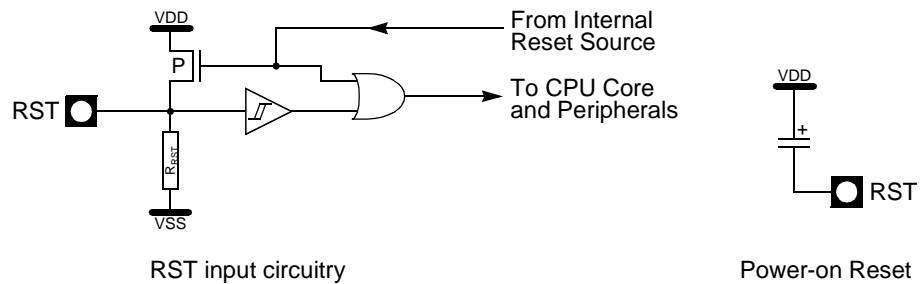 VDD
From Internal
Reset Source
P
To CPU Core
and Peripherals
RST
RRST
VSS
VDD
+
RST
RST input circuitry
Power-on Reset